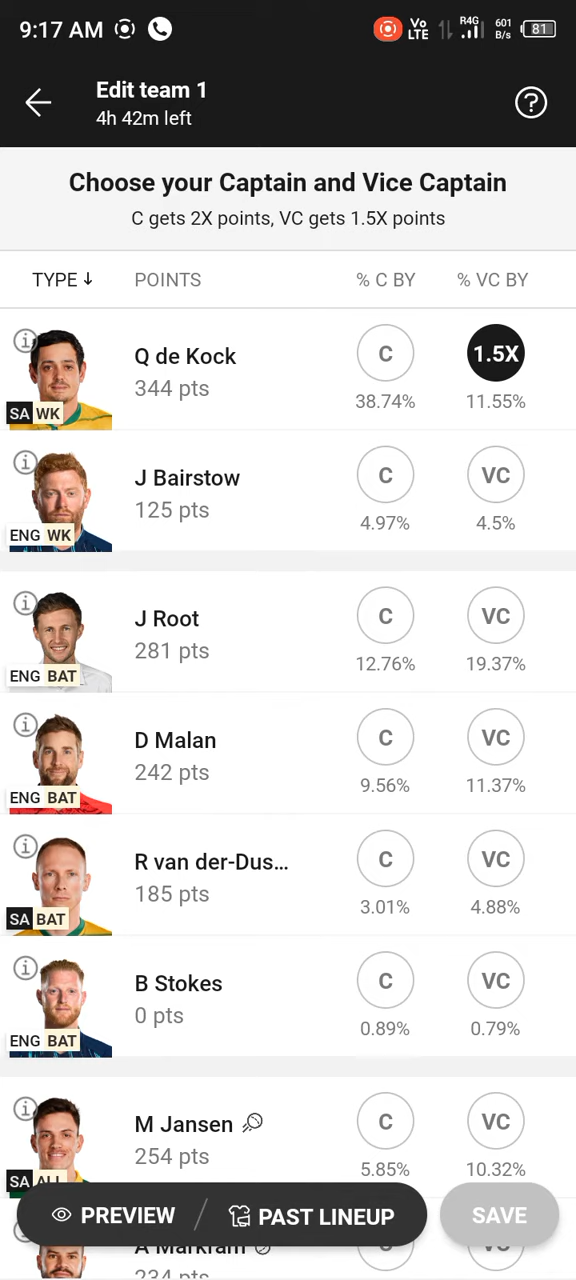 9:17 AM
Vo LTE R4G 601 B/s 81
Edit team 1
4h 42m left
Choose your Captain and Vice Captain
C gets 2X points, VC gets 1.5X points
TYPE ↓ POINTS % C BY % VC BY
Q de Kock C 1.5X
344 pts 38.74% 11.55%
SA WK
J Bairstow C VC
125 pts 4.97% 4.5%
ENG WK
J Root C VC
281 pts 12.76% 19.37%
ENG BAT
D Malan C VC
242 pts 9.56% 11.37%
ENG BAT
R van der-Dus... C VC
185 pts 3.01% 4.88%
SA BAT
B Stokes C VC
0 pts 0.89% 0.79%
ENG BAT
M Jansen C VC
254 pts 5.85% 10.32%
SA ALL
PREVIEW / PAST LINEUP SAVE
A Markram C VC
234 pts